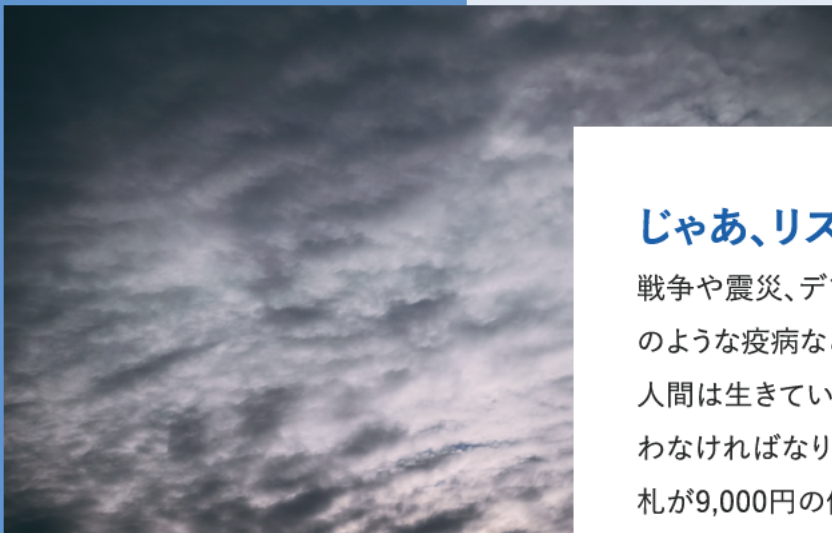 じゃあ、リス
戦争や震災、デ
のような疫病な
人間は生きてい
わなければなり
札が9,000円の